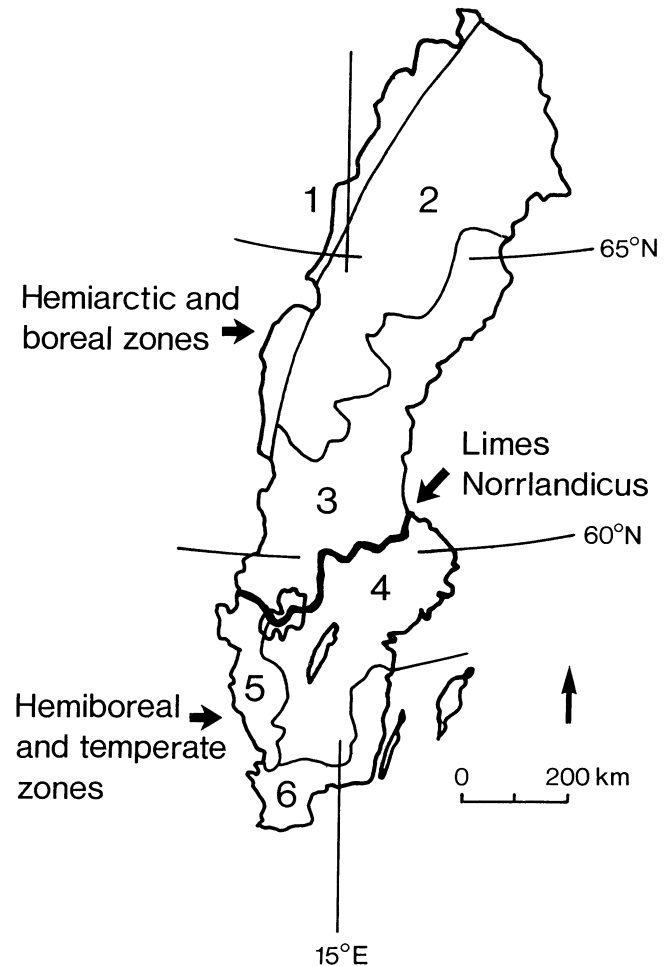 1
2
65°N
Hemiarctic and
boreal zones
Limes
Norrlandicus
3
60°N
4
5
Hemiboreal
and temperate
zones
6
0 200 km
15°E